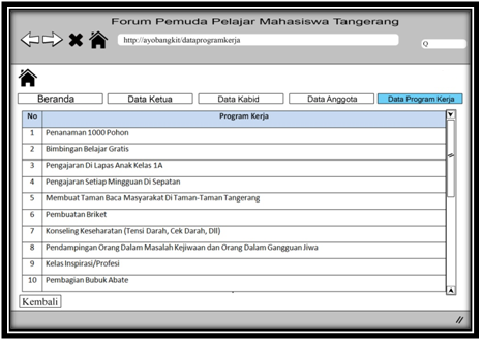 Forum Pemuda Pelajar Mahasiswa Tangerang
http://ayobangkit/dataprogramkerja
Q
Beranda Data Ketua Data Kabid Data Anggota Data Program Kerja
No Program Kerja
1 Penanaman 1000 Pohon
2 Bimbingan Belajar Gratis
3 Pengajaran Di Lapas Anak Kelas 1A
4 Pengajaran Setiap Mingguan Di Sepatan
5 Membuat Taman Baca Masyarakat Di Taman-Taman Tangerang
6 Pembuatan Briket
7 Konseling Keseharatan (Tensi Darah, Cek Darah, Dll)
8 Pendampingan Orang Dalam Masalah Kejiwaan dan Orang Dalam Gangguan Jiwa
9 Kelas Inspirasi/Profesi
10 Pembagian Bubuk Abate
Kembali